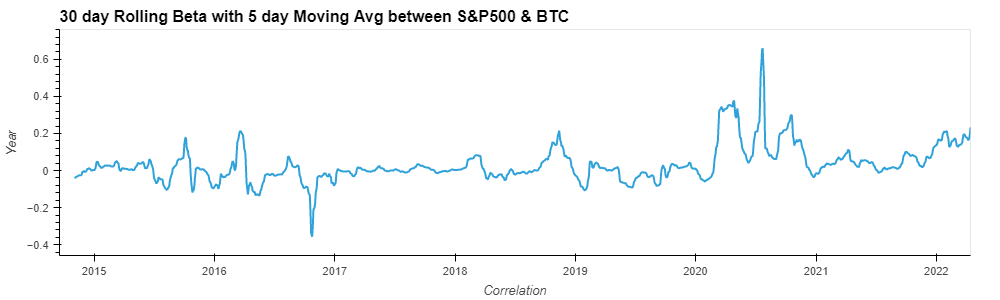 30 day Rolling Beta with 5 day Moving Avg between S&P500 & BTC
0.6
0.4
0.2
0
−0.2
−0.4
Year
2015 2016 2017 2018 2019 2020 2021 2022
Correlation